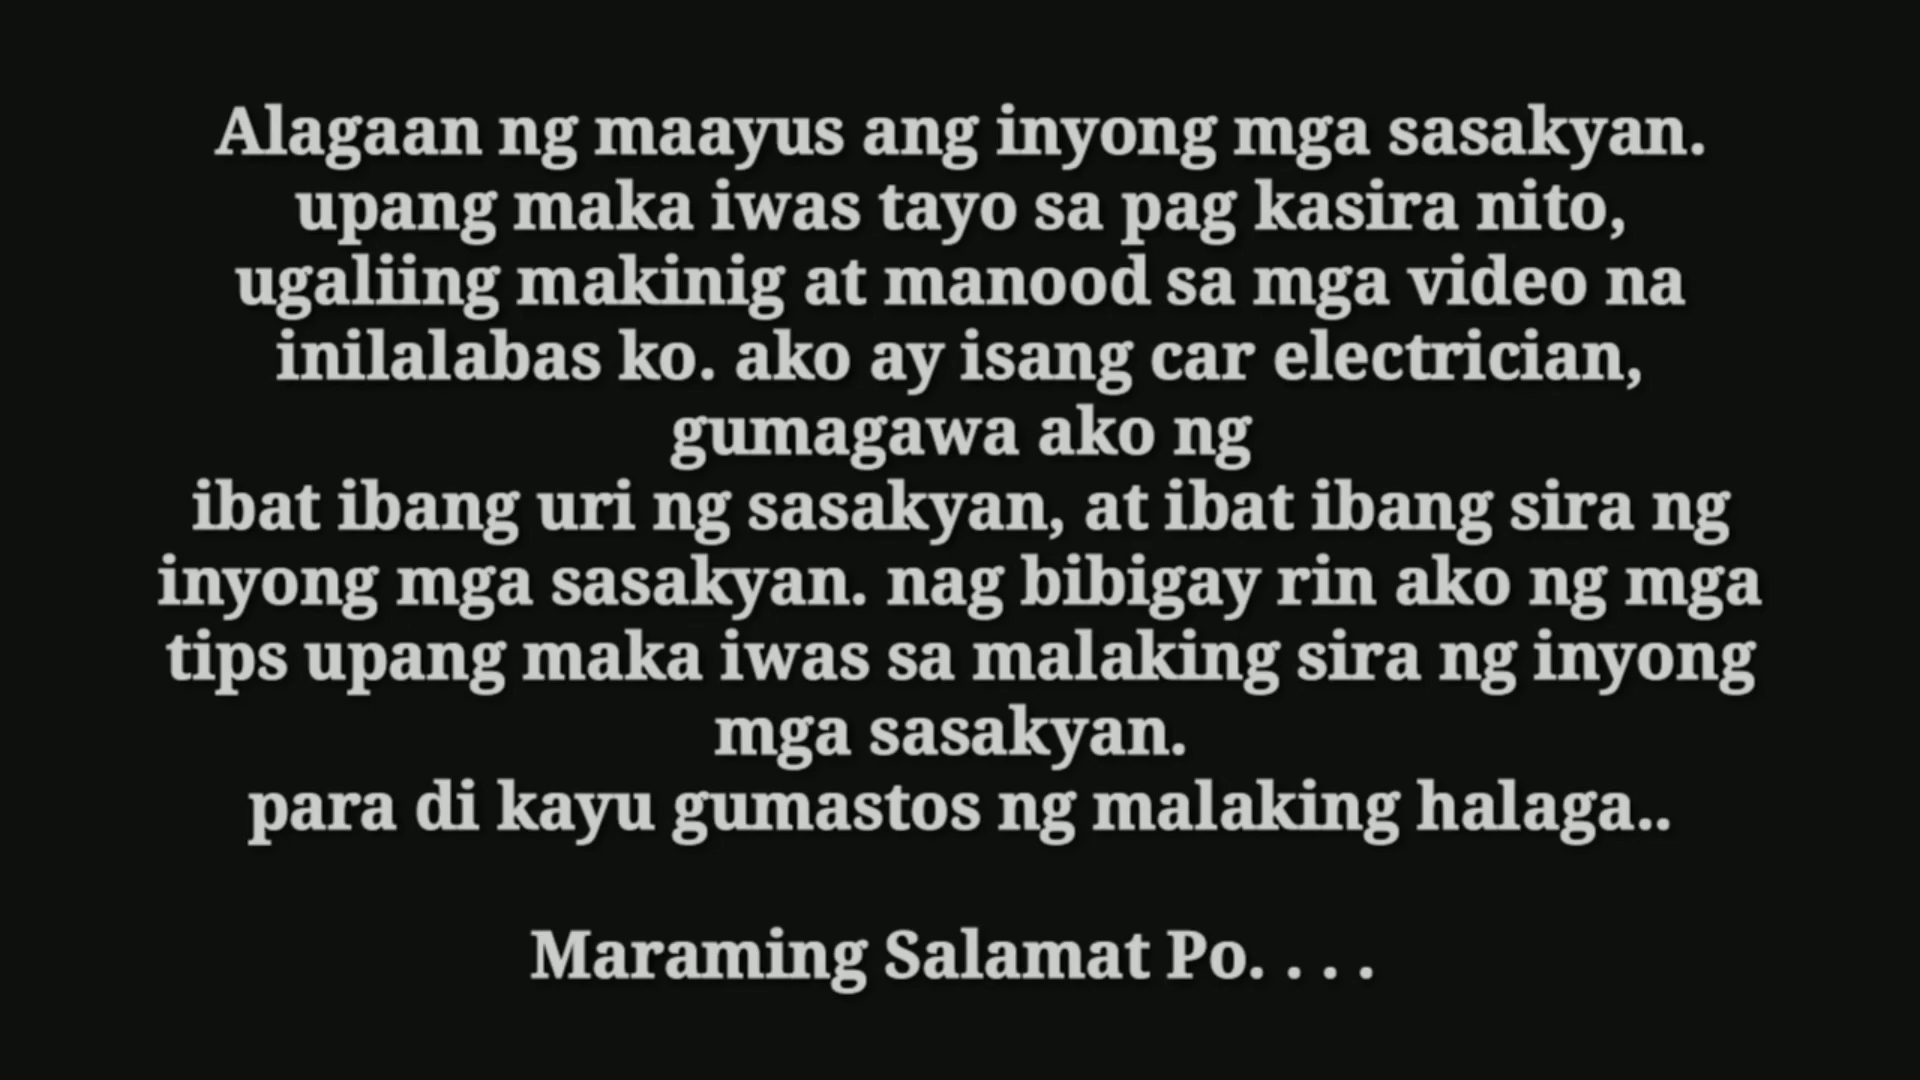 Alagaan ng maayus ang inyong mga sasakyan.
upang maka iwas tayo sa pag kasira nito,
ugaliing makinig at manood sa mga video na
inilalabas ko. ako ay isang car electrician,
gumagawa ako ng
ibat ibang uri ng sasakyan, at ibat ibang sira ng
inyong mga sasakyan. nag bibigay rin ako ng mga
tips upang maka iwas sa malaking sira ng inyong
mga sasakyan.
para di kayu gumastos ng malaking halaga..
Maraming Salamat Po. . . .